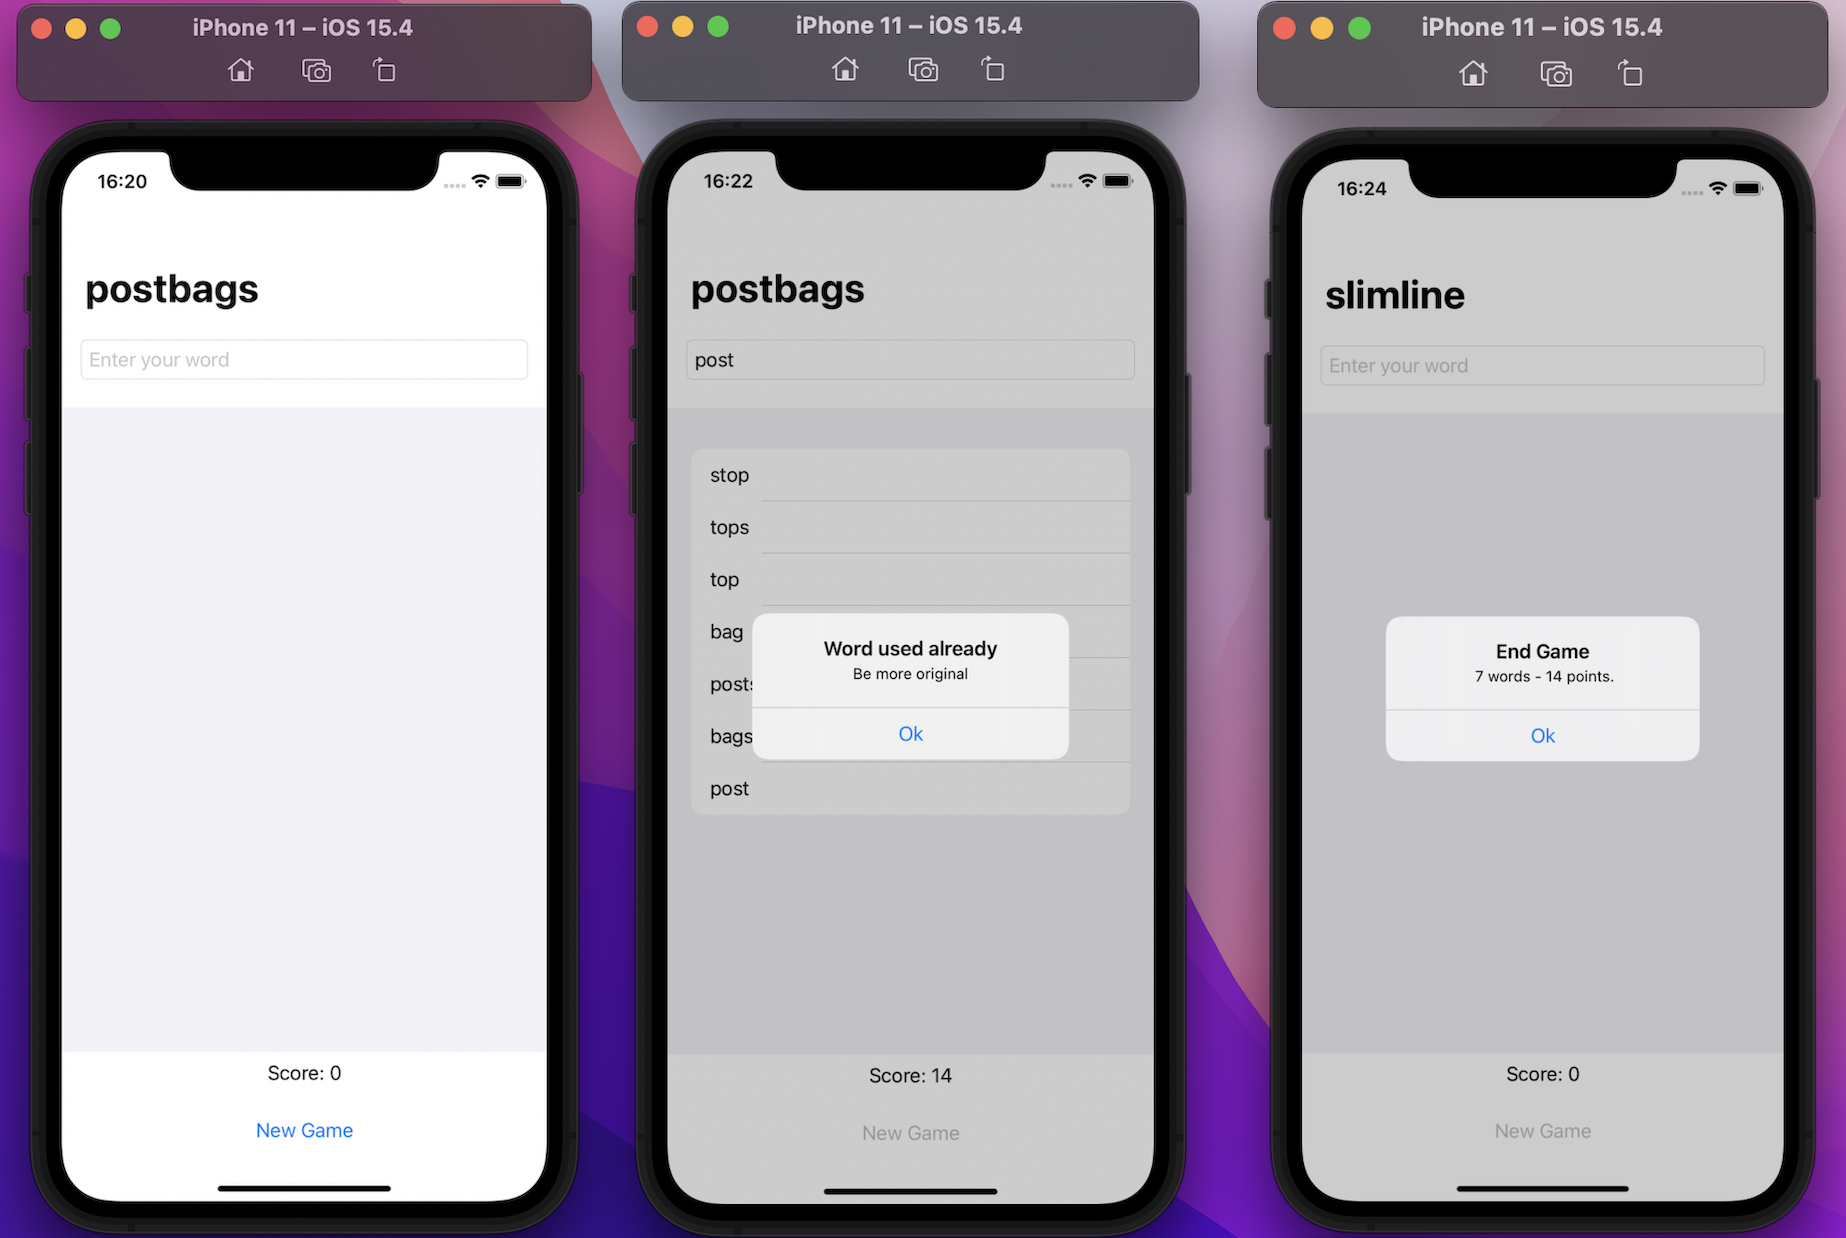 iPhone 11 – iOS 15.4
16:20
postbags
Enter your word
Score: 0
New Game
iPhone 11 – iOS 15.4
16:22
postbags
post
stop
tops
top
bag
bags
post
Word used already
Be more original
Ok
Score: 14
New Game
iPhone 11 – iOS 15.4
16:24
slimline
Enter your word
End Game
7 words - 14 points.
Ok
Score: 0
New Game